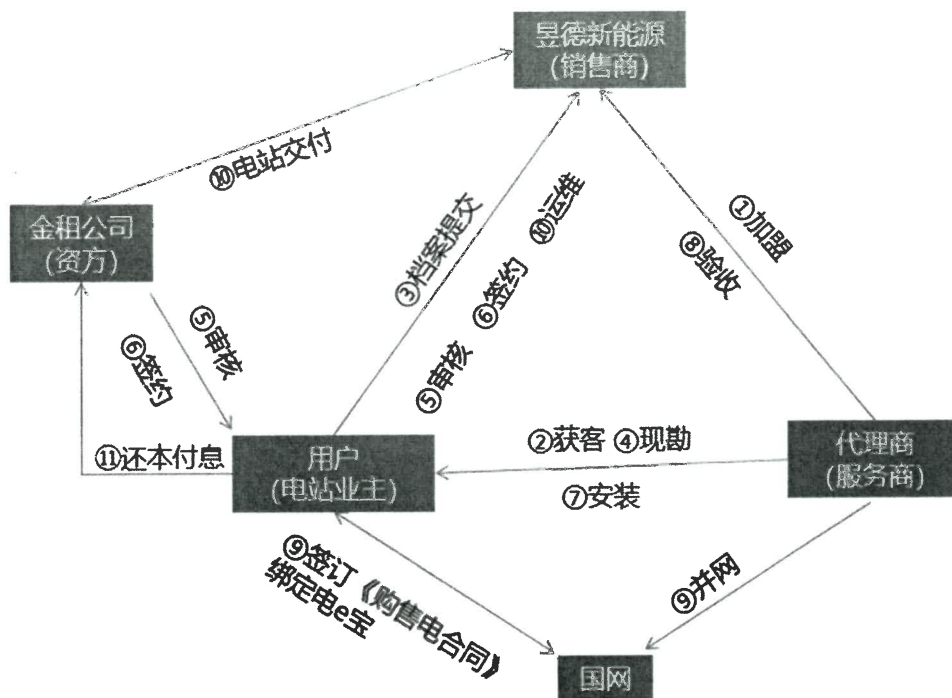 昱德新能源
(销售商)
⑩电站交付
金租公司
(资方)
③档案提交
⑤审核 ⑥签约 ⑩运维
①加盟
⑧验收
⑤审核
⑥签约
⑪还本付息
用户
(电站业主)
②获客 ④现勘
⑦安装
代理商
(服务商)
⑨签订《购售电合同》
绑定电e宝
⑨并网
国网